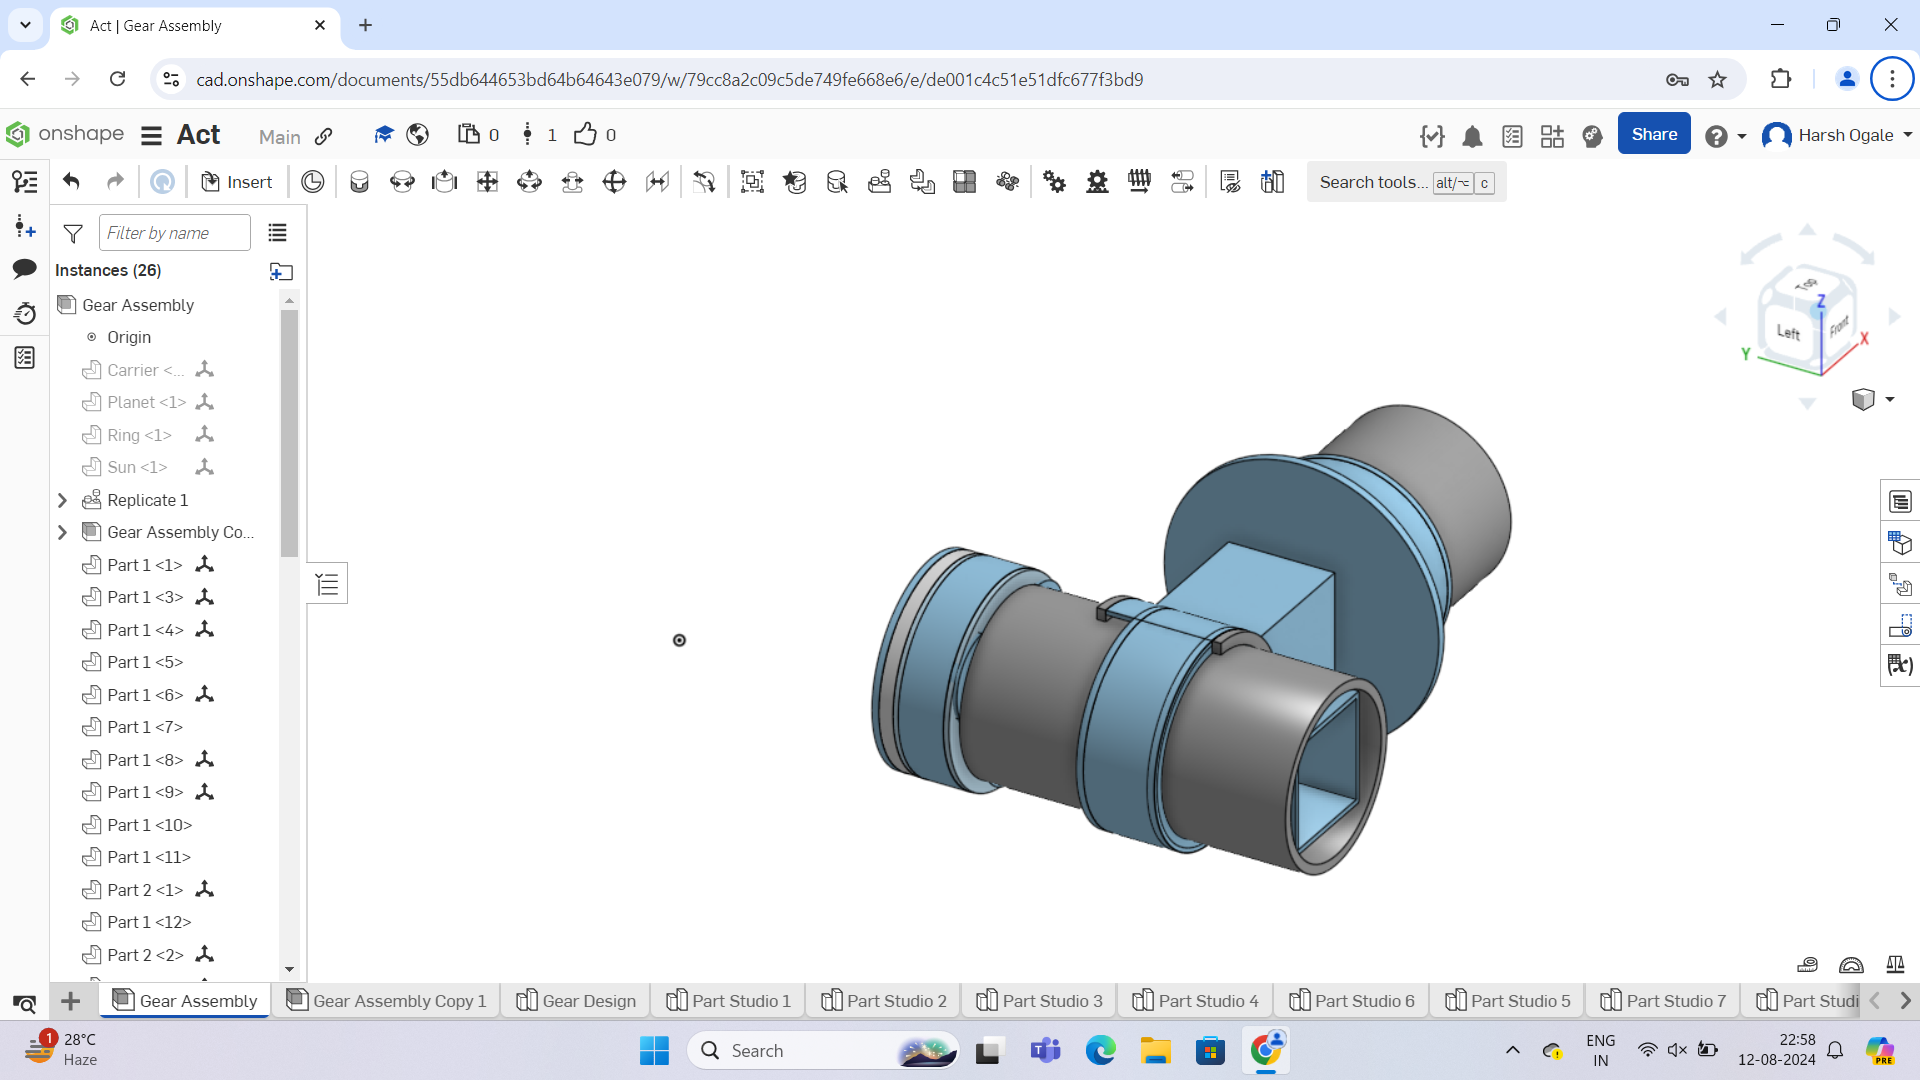 Act | Gear Assembly
cad.onshape.com/documents/55db644653bd64b64643e079/w/79cc8a2c09c5de749fe668e6/e/de001c4c51e51dfc677f3bd9
onshape Act Main 0 1 0 Share Harsh Ogale
Insert Search tools... alt/⌥ c
Filter by name
Instances (26)
Gear Assembly
Origin
Carrier <...
Planet <1>
Ring <1>
Sun <1>
Replicate 1
Gear Assembly Co...
Part 1 <1>
Part 1 <3>
Part 1 <4>
Part 1 <5>
Part 1 <6>
Part 1 <7>
Part 1 <8>
Part 1 <9>
Part 1 <10>
Part 1 <11>
Part 2 <1>
Part 1 <12>
Part 2 <2>
Top
Z
Left Front
X
Y
Gear Assembly Gear Assembly Copy 1 Gear Design Part Studio 1 Part Studio 2 Part Studio 3 Part Studio 4 Part Studio 6 Part Studio 5 Part Studio 7 Part Studi
1 28°C
Haze
Search
ENG
IN
22:58
12-08-2024
PRE